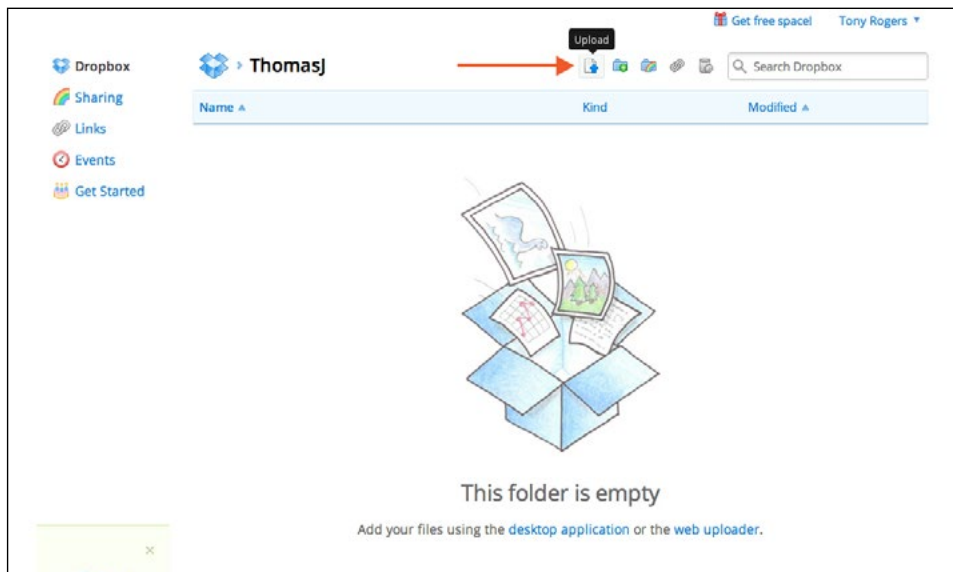 Get free space! Tony Rogers
Upload
Dropbox
ThomasJ
Search Dropbox
Sharing
Name Kind Modified
Links
Events
Get Started
This folder is empty
Add your files using the desktop application or the web uploader.